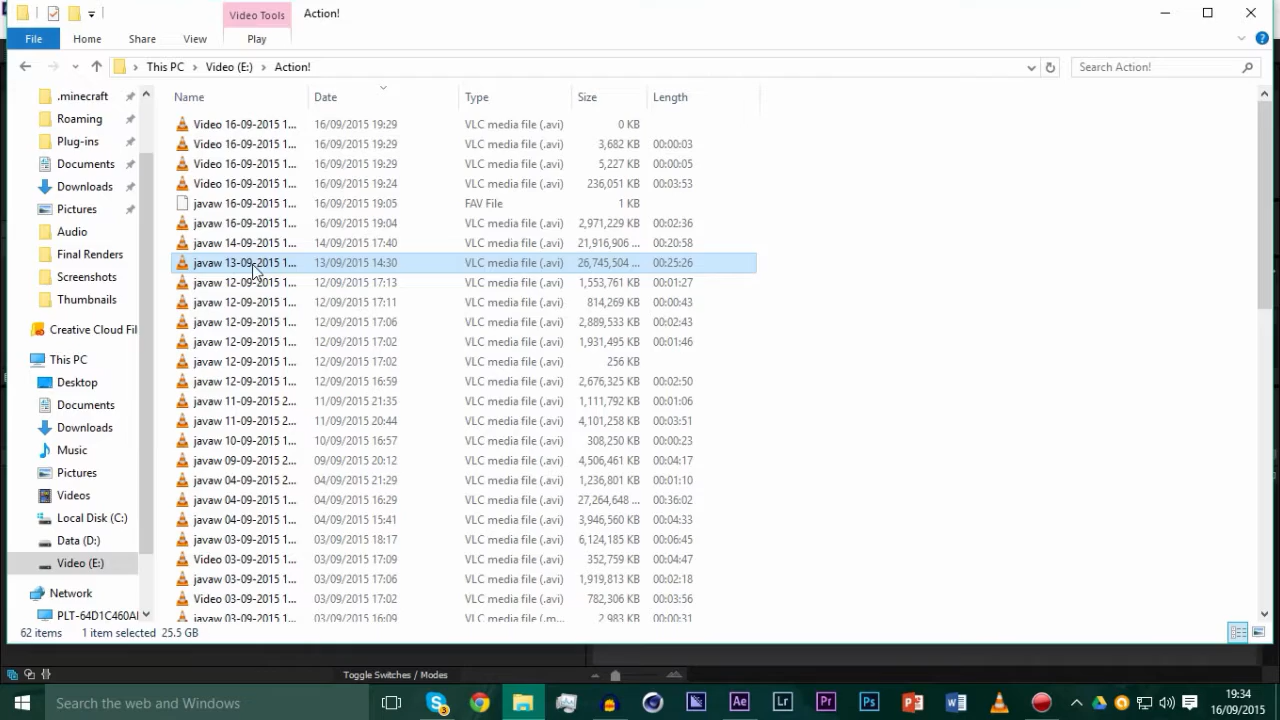 Video Tools
Action!
File Home Share View Play
This PC Video (E:) Action!
Search Action!
Name Date Type Size Length
.minecraft
Roaming
Plug-ins
Documents
Downloads
Pictures
Audio
Final Renders
Screenshots
Thumbnails
Creative Cloud Fil
This PC
Desktop
Documents
Downloads
Music
Pictures
Videos
Local Disk (C:)
Data (D:)
Video (E:)
Network
PLT-64D1C460AI
Video 16-09-2015 1... 16/09/2015 19:29 VLC media file (.avi) 0 KB
Video 16-09-2015 1... 16/09/2015 19:29 VLC media file (.avi) 3,682 KB 00:00:03
Video 16-09-2015 1... 16/09/2015 19:29 VLC media file (.avi) 5,227 KB 00:00:05
Video 16-09-2015 1... 16/09/2015 19:24 VLC media file (.avi) 236,051 KB 00:03:53
javaw 16-09-2015 1... 16/09/2015 19:05 FAV File 1 KB
javaw 16-09-2015 1... 16/09/2015 19:04 VLC media file (.avi) 2,971,229 KB 00:02:36
javaw 14-09-2015 1... 14/09/2015 17:40 VLC media file (.avi) 21,916,906 ... 00:20:58
javaw 13-09-2015 1... 13/09/2015 14:30 VLC media file (.avi) 26,745,504 ... 00:25:26
javaw 12-09-2015 1... 12/09/2015 17:13 VLC media file (.avi) 1,553,761 KB 00:01:27
javaw 12-09-2015 1... 12/09/2015 17:11 VLC media file (.avi) 814,269 KB 00:00:43
javaw 12-09-2015 1... 12/09/2015 17:06 VLC media file (.avi) 2,889,533 KB 00:02:43
javaw 12-09-2015 1... 12/09/2015 17:02 VLC media file (.avi) 1,931,495 KB 00:01:46
javaw 12-09-2015 1... 12/09/2015 17:02 VLC media file (.avi) 256 KB
javaw 12-09-2015 1... 12/09/2015 16:59 VLC media file (.avi) 2,676,325 KB 00:02:50
javaw 11-09-2015 2... 11/09/2015 21:35 VLC media file (.avi) 1,111,792 KB 00:01:06
javaw 11-09-2015 2... 11/09/2015 20:44 VLC media file (.avi) 4,101,258 KB 00:03:51
javaw 10-09-2015 1... 10/09/2015 16:57 VLC media file (.avi) 308,250 KB 00:00:23
javaw 09-09-2015 2... 09/09/2015 20:12 VLC media file (.avi) 4,506,461 KB 00:04:17
javaw 04-09-2015 2... 04/09/2015 21:29 VLC media file (.avi) 1,236,801 KB 00:01:10
javaw 04-09-2015 1... 04/09/2015 16:29 VLC media file (.avi) 27,264,648 ... 00:36:02
javaw 04-09-2015 1... 04/09/2015 15:41 VLC media file (.avi) 3,946,560 KB 00:04:33
javaw 03-09-2015 1... 03/09/2015 18:17 VLC media file (.avi) 6,124,185 KB 00:06:45
Video 03-09-2015 1... 03/09/2015 17:09 VLC media file (.avi) 352,759 KB 00:04:47
javaw 03-09-2015 1... 03/09/2015 17:06 VLC media file (.avi) 1,919,813 KB 00:02:18
Video 03-09-2015 1... 03/09/2015 17:02 VLC media file (.avi) 782,306 KB 00:03:56
javaw 03-09-2015 1... 03/09/2015 16:09 VLC media file (.m... 2,983 KB 00:00:31
62 items 1 item selected 25.5 GB
Toggle Switches / Modes
Search the web and Windows
3
Ae Lr Pr Ps
19:34
16/09/2015